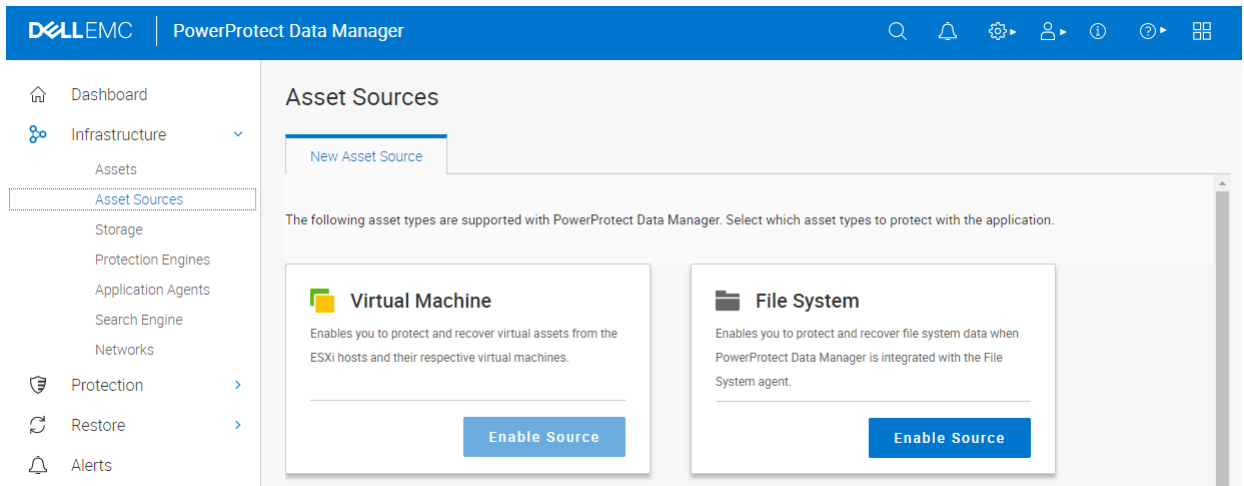 DELLEMC PowerProtect Data Manager
Dashboard
Infrastructure
Assets
Asset Sources
Storage
Protection Engines
Application Agents
Search Engine
Networks
Protection
Restore
Alerts
Asset Sources
New Asset Source
The following asset types are supported with PowerProtect Data Manager. Select which asset types to protect with the application.
Virtual Machine
Enables you to protect and recover virtual assets from the
ESXi hosts and their respective virtual machines.
Enable Source
File System
Enables you to protect and recover file system data when
PowerProtect Data Manager is integrated with the File
System agent.
Enable Source